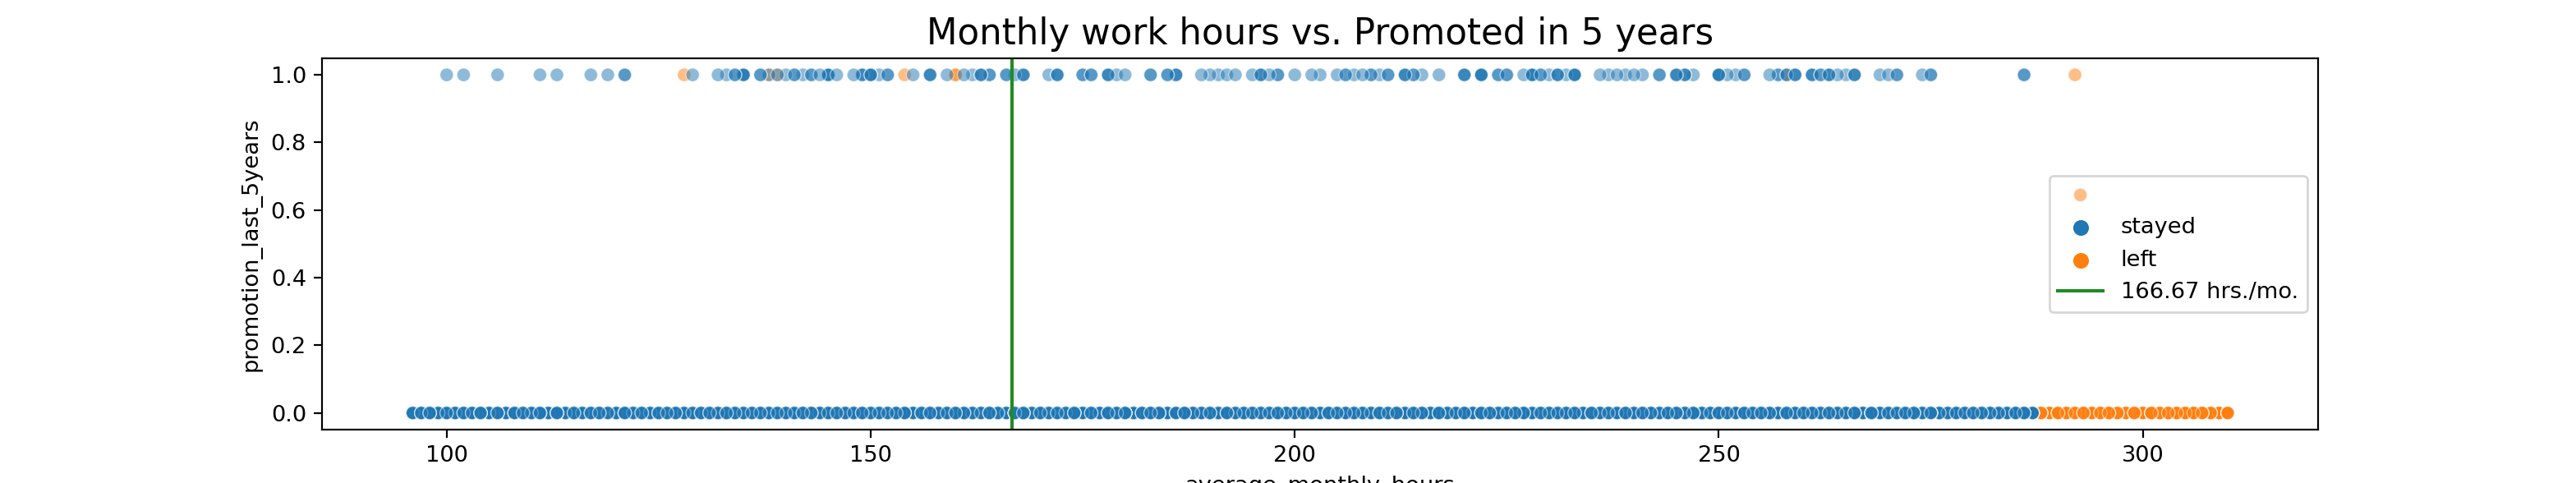 Monthly work hours vs. Promoted in 5 years
promotion_last_5years
1.0
0.8
0.6
0.4
0.2
0.0
stayed
left
166.67 hrs./mo.
100
150
200
250
300
average_monthly_hours